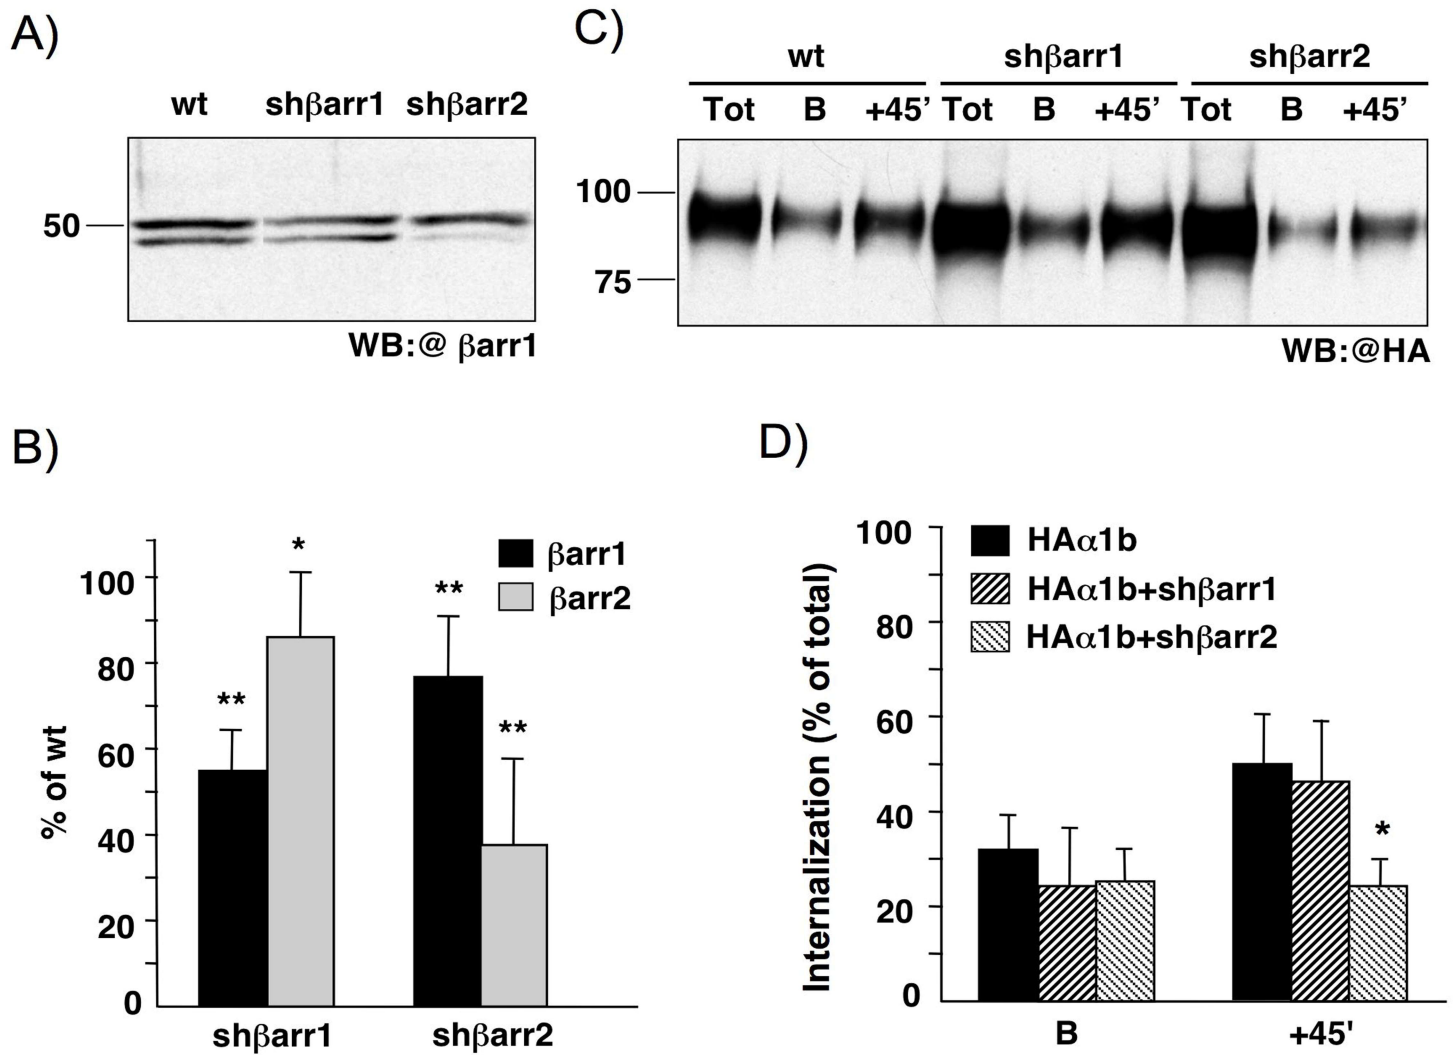 A)
wt shβarr1 shβarr2
50
WB:@ βarr1
C)
wt shβarr1 shβarr2
Tot B +45’ Tot B +45’ Tot B +45’
100
75
WB:@HA
B)
% of wt
100
80
60
40
20
0
* ** ** **
βarr1
βarr2
shβarr1 shβarr2
D)
Internalization (% of total)
100
80
60
40
20
0
HAα1b
HAα1b+shβarr1
HAα1b+shβarr2
*
B +45'